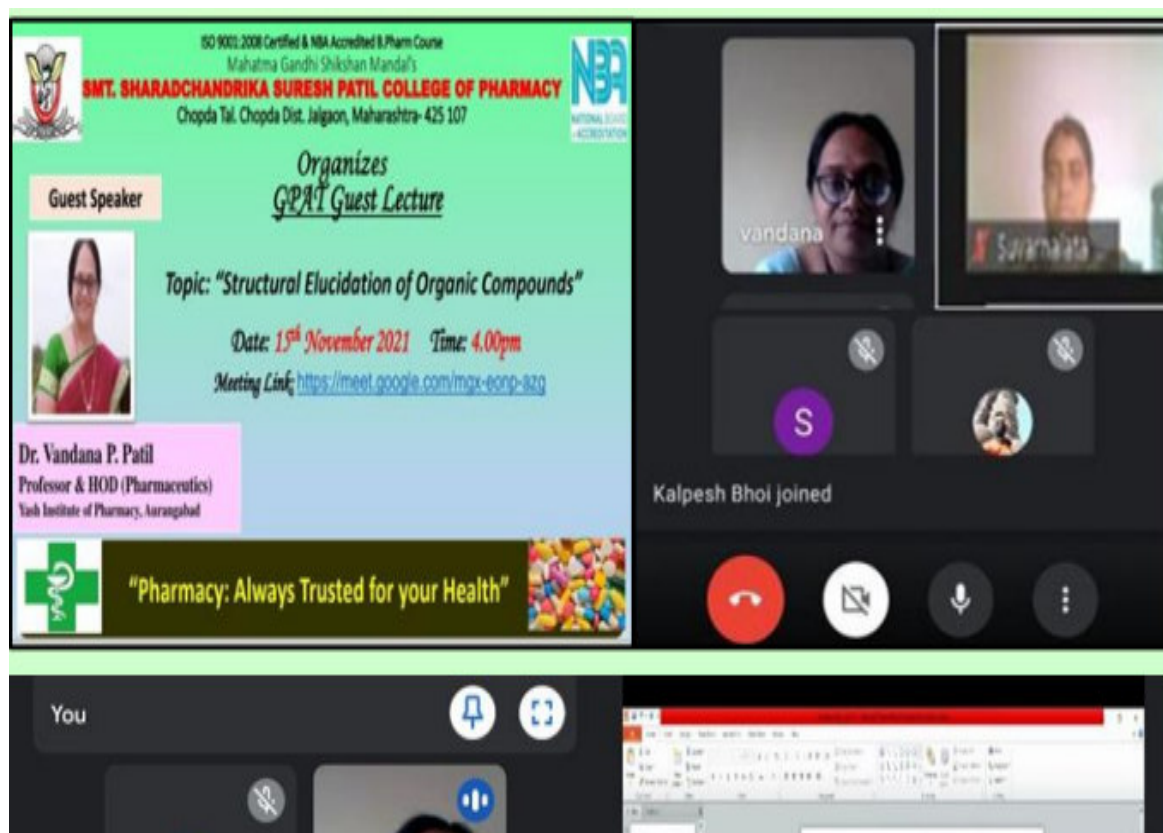 ISO 9001:2008 Certified & NBA Accredited B.Pharm Course
Mahatma Gandhi Shikshan Mandal's
SMT. SHARADCHANDRIKA SURESH PATIL COLLEGE OF PHARMACY
Chopda Tal. Chopda Dist. Jalgaon, Maharashtra- 425 107
NBA
NATIONAL BOARD
of ACCREDITATION
Organizes
GPAT Guest Lecture
Guest Speaker
Topic: “Structural Elucidation of Organic Compounds”
Date: 15th November 2021 Time: 4.00pm
Meeting Link: https://meet.google.com/mgx-eonp-azg
Dr. Vandana P. Patil
Professor & HOD (Pharmaceutics)
Yash Institute of Pharmacy, Aurangabad
“Pharmacy: Always Trusted for your Health”
vandana
Suvarnalata
S
Kalpesh Bhoi joined
You